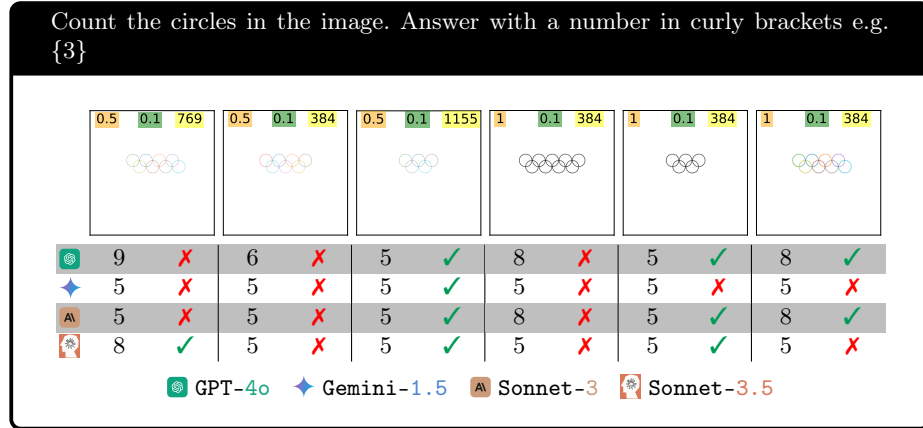 Count the circles in the image. Answer with a number in curly brackets e.g.
{3}
0.5 0.1 769 0.5 0.1 384 0.5 0.1 1155 1 0.1 384 1 0.1 384 1 0.1 384
9 ✗ 6 ✗ 5 ✓ 8 ✗ 5 ✓ 8 ✓
5 ✗ 5 ✗ 5 ✓ 5 ✗ 5 ✗ 5 ✗
5 ✗ 5 ✗ 5 ✓ 8 ✗ 5 ✓ 8 ✓
8 ✓ 5 ✗ 5 ✓ 5 ✗ 5 ✓ 5 ✗
GPT-4o Gemini-1.5 Sonnet-3 Sonnet-3.5